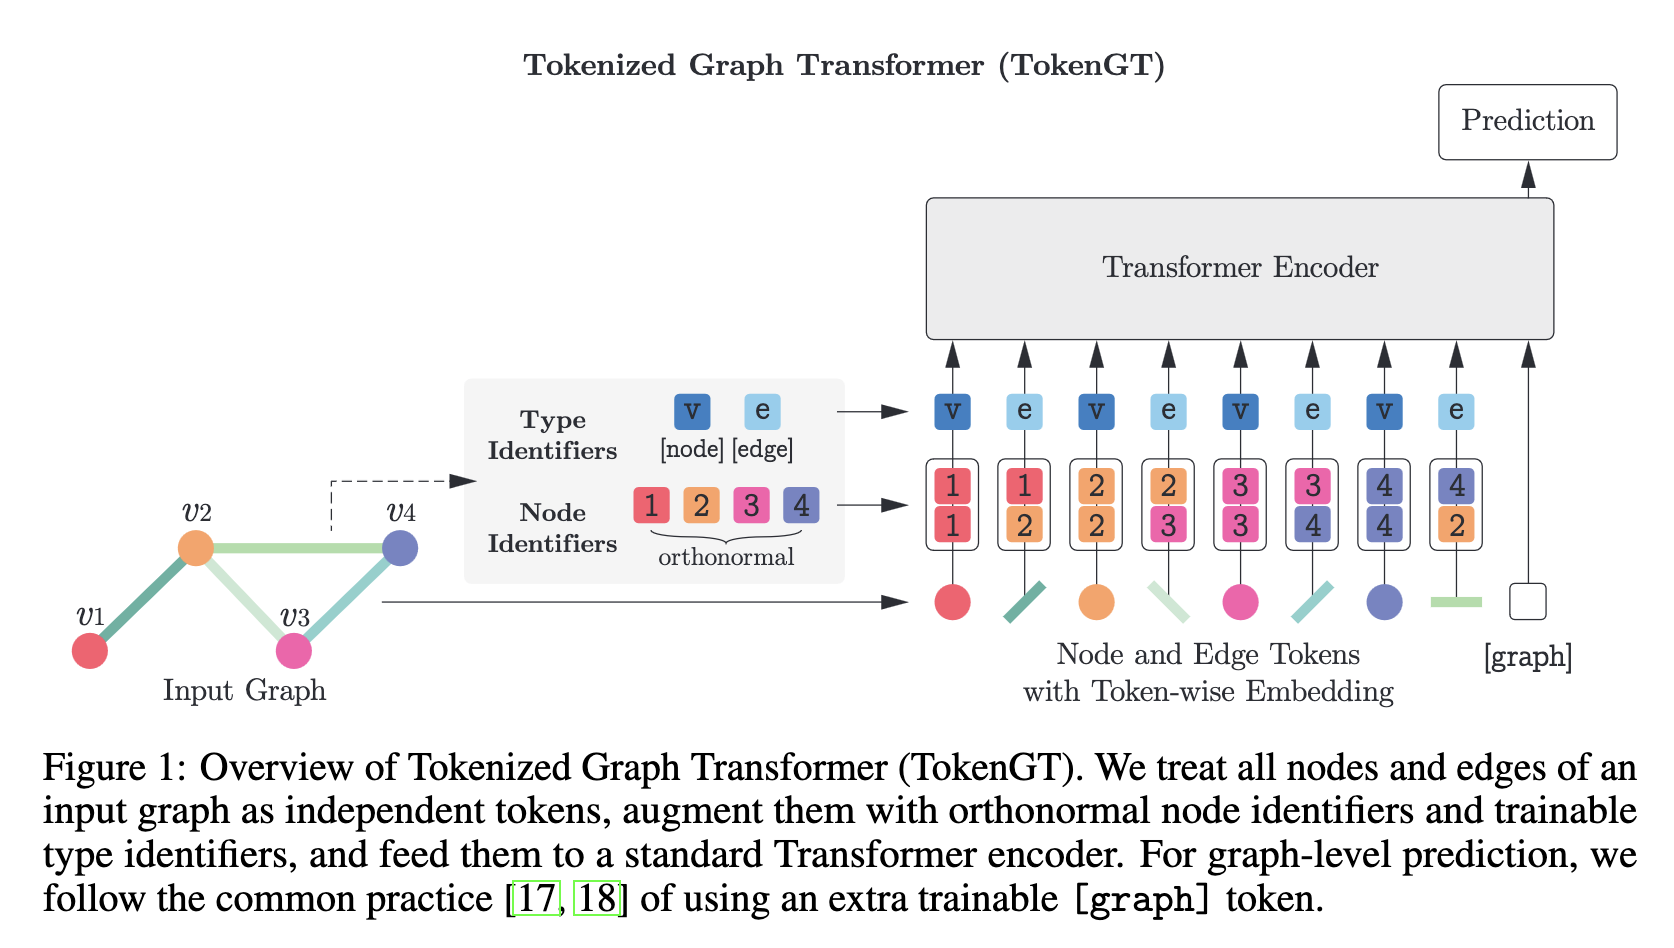 Tokenized Graph Transformer (TokenGT)
Prediction
Transformer Encoder
Type
Identifiers
v e
[node] [edge]
Node
Identifiers
1 2 3 4
orthonormal
v e v e v e v e
1 1 2 2 3 3 4 4
1 2 2 3 3 4 4 2
v2
v4
v1
v3
Input Graph
Node and Edge Tokens
with Token-wise Embedding
[graph]
Figure 1: Overview of Tokenized Graph Transformer (TokenGT). We treat all nodes and edges of an
input graph as independent tokens, augment them with orthonormal node identifiers and trainable
type identifiers, and feed them to a standard Transformer encoder. For graph-level prediction, we
follow the common practice [17, 18] of using an extra trainable [graph] token.